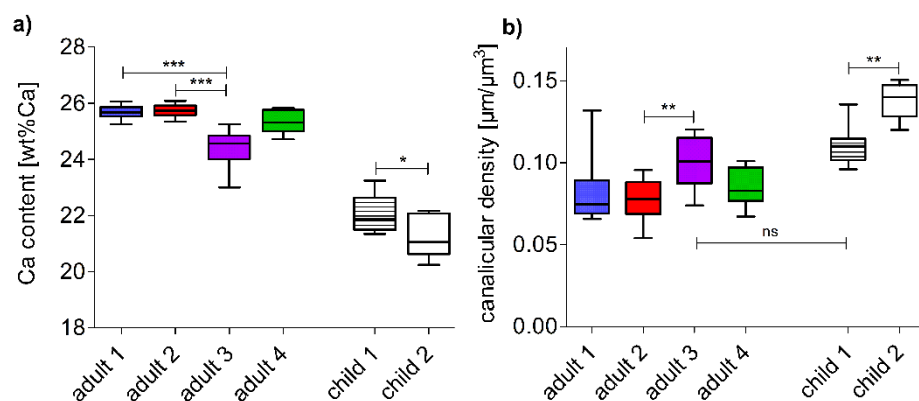 a)
Ca content [wt%Ca]
28
26
24
22
20
18
***
***
*
adult 1
adult 2
adult 3
adult 4
child 1
child 2
b)
canalicular density [µm/µm³]
0.15
0.10
0.05
0.00
**
**
ns
adult 1
adult 2
adult 3
adult 4
child 1
child 2